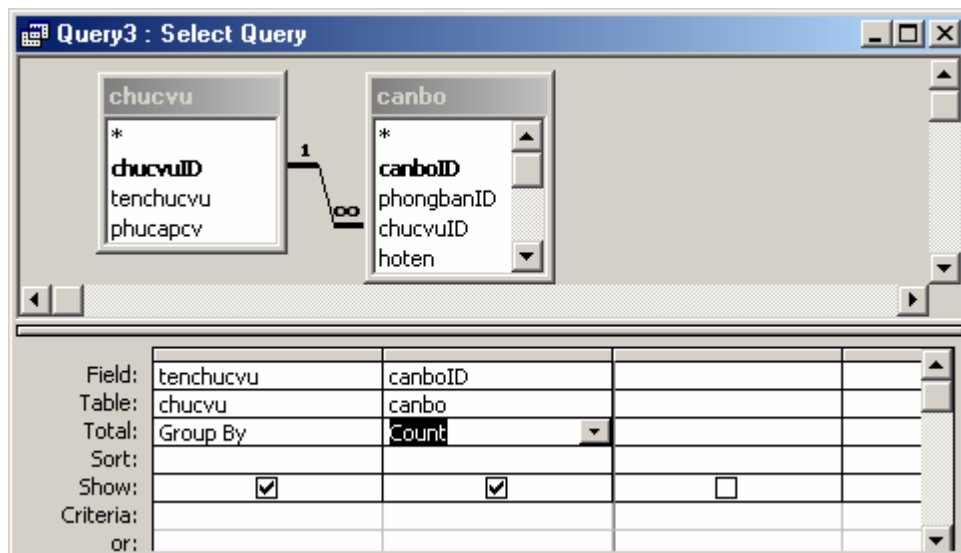 Query3 : Select Query
chucvu
*
chucvuID
tenchucvu
phucapcv
1
∞
canbo
*
canboID
phongbanID
chucvuID
hoten
Field: tenchucvu canboID
Table: chucvu canbo
Total: Group By Count
Sort:
Show:
Criteria:
or: